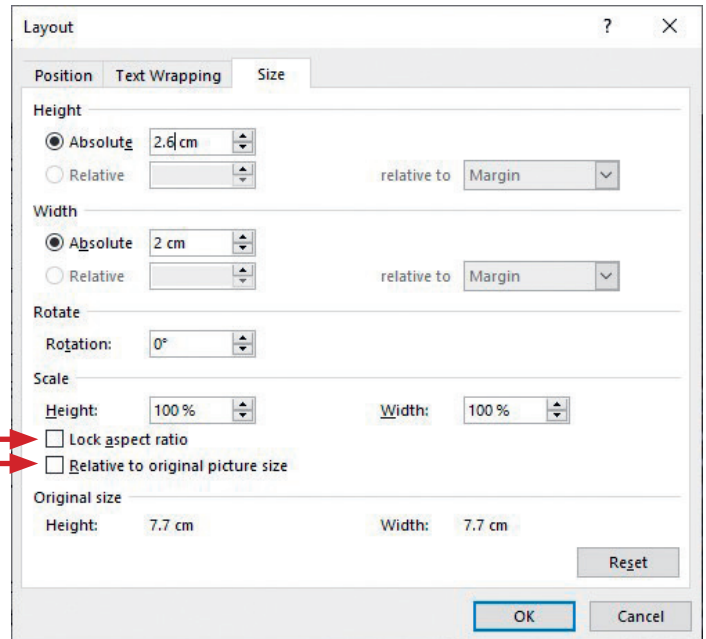 Layout ? ×
Position Text Wrapping Size
Height
Absolute 2.6 cm
Relative relative to Margin
Width
Absolute 2 cm
Relative relative to Margin
Rotate
Rotation: 0°
Scale
Height: 100 % Width: 100 %
Lock aspect ratio
Relative to original picture size
Original size
Height: 7.7 cm Width: 7.7 cm
Reset
OK Cancel